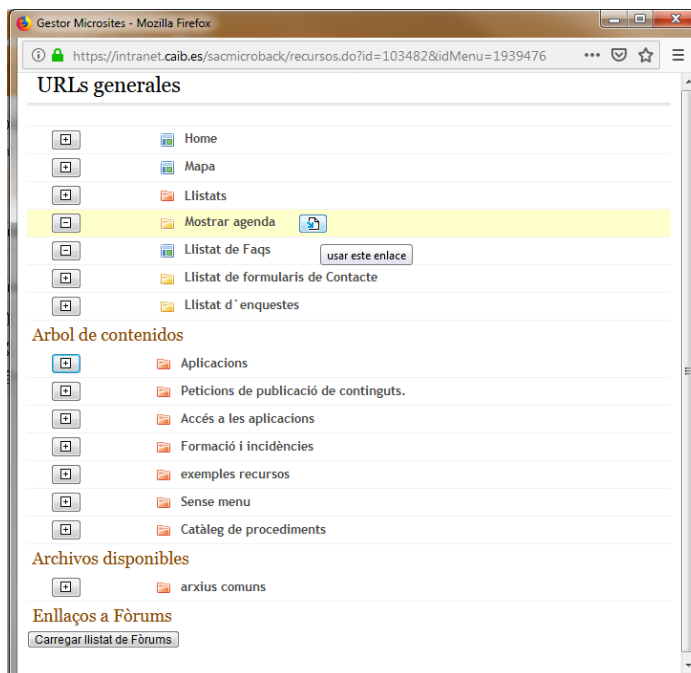 Gestor Microsites - Mozilla Firefox
https://intranet.caib.es/sacmicroback/recursos.do?id=103482&idMenu=1939476
URLs generales
Home
Mapa
Llistats
Mostrar agenda
Llistat de Faqs
usar este enlace
Llistat de formularis de Contacte
Llistat d`enquestes
Arbol de contenidos
Aplicacions
Peticions de publicació de continguts.
Accés a les aplicacions
Formació i incidències
exemples recursos
Sense menu
Catàleg de procediments
Archivos disponibles
arxius comuns
Enllaços a Fòrums
Carregar llistat de Fòrums